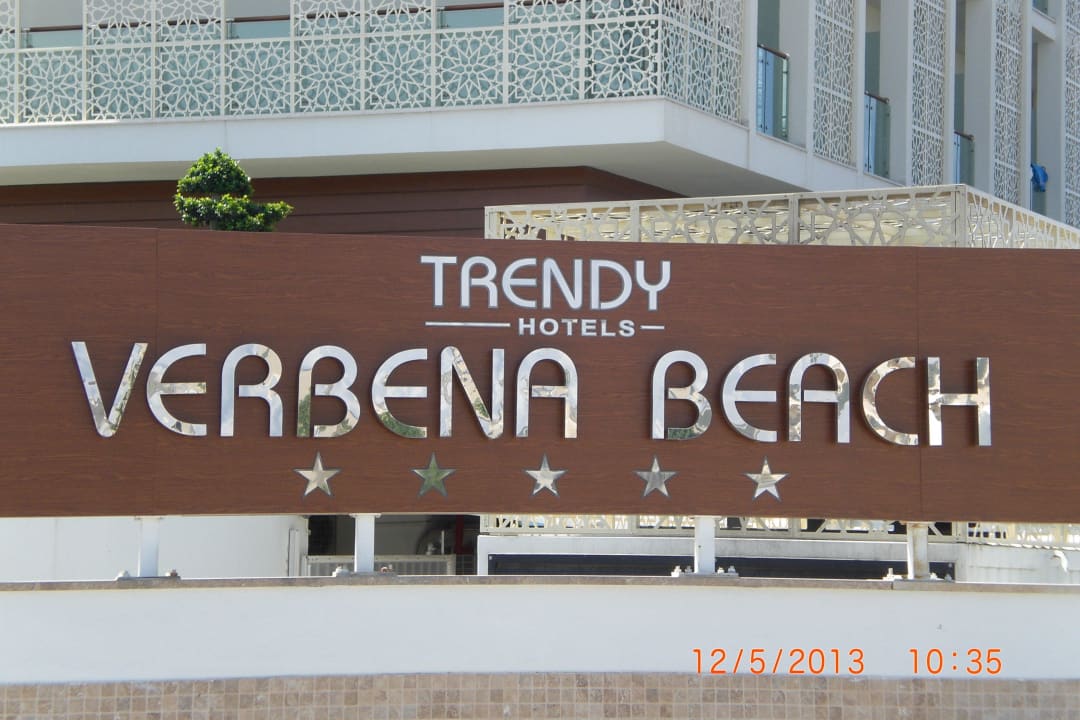 TRENDY
HOTELS
VERBENA BEACH
12/5/2013 10:35